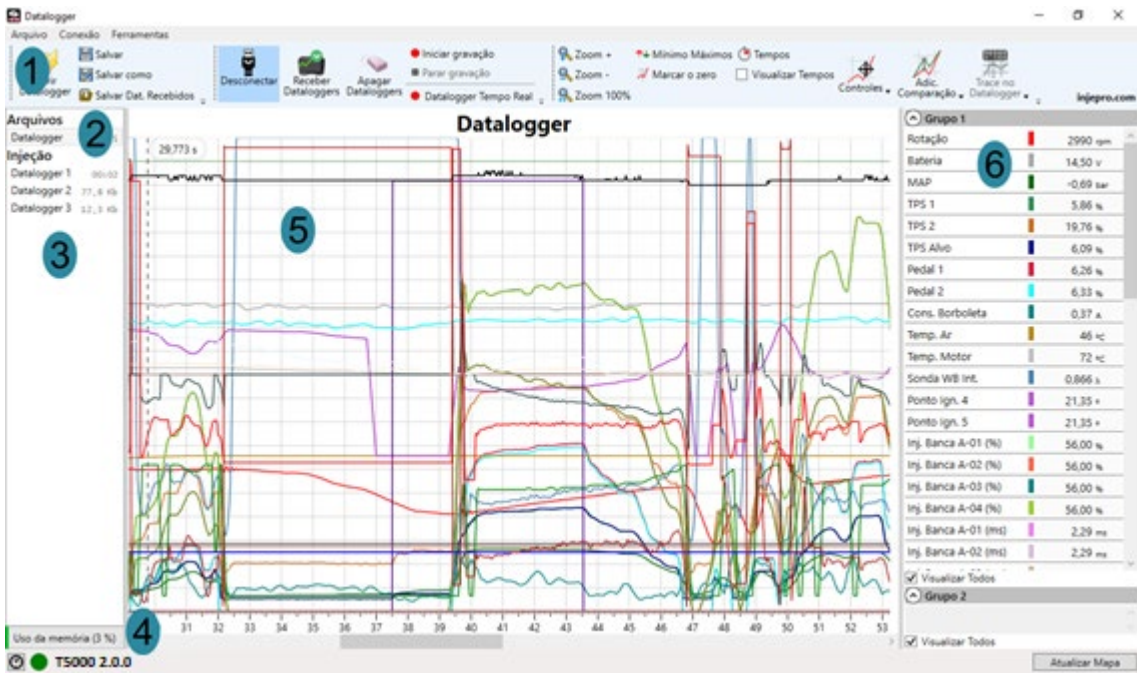 Datalogger
Arquivo Conexão Ferramentas
1
Datalogger
Salvar
Salvar como
Salvar Dat. Recebidos
Desconectar
Receber Dataloggers
Apagar Dataloggers
Iniciar gravação
Parar gravação
Datalogger Tempo Real
Zoom +
Zoom -
Zoom 100%
Mínimo Máximos
Marcar o zero
Tempos
Visualizar Tempos
Controles
Adic. Comparação
Trace no Datalogger
injepro.com
Arquivos
Datalogger
2
Injeção
Datalogger 1 00:02
Datalogger 2 77,8 Kb
Datalogger 3 12,3 Kb
3
Uso da memória (3 %)
4
Datalogger
29,773 s
5
31 32 33 34 35 36 37 38 39 40 41 42 43 44 45 46 47 48 49 50 51 52 53
Grupo 1
6
Rotação 2990 rpm
Bateria 14,50 v
MAP -0,69 bar
TPS 1 5,86 %
TPS 2 19,76 %
TPS Alvo 6,09 %
Pedal 1 6,26 %
Pedal 2 6,33 %
Cons. Borboleta 0,37 A
Temp. Ar 46 °C
Temp. Motor 72 °C
Sonda WB Int. 0,866 λ
Ponto Ign. 4 21,35 °
Ponto Ign. 5 21,35 °
Inj. Banca A-01 (%) 56,00 %
Inj. Banca A-02 (%) 56,00 %
Inj. Banca A-03 (%) 56,00 %
Inj. Banca A-04 (%) 56,00 %
Inj. Banca A-01 (ms) 2,29 ms
Inj. Banca A-02 (ms) 2,29 ms
Visualizar Todos
Grupo 2
Visualizar Todos
T5000 2.0.0
Atualizar Mapa